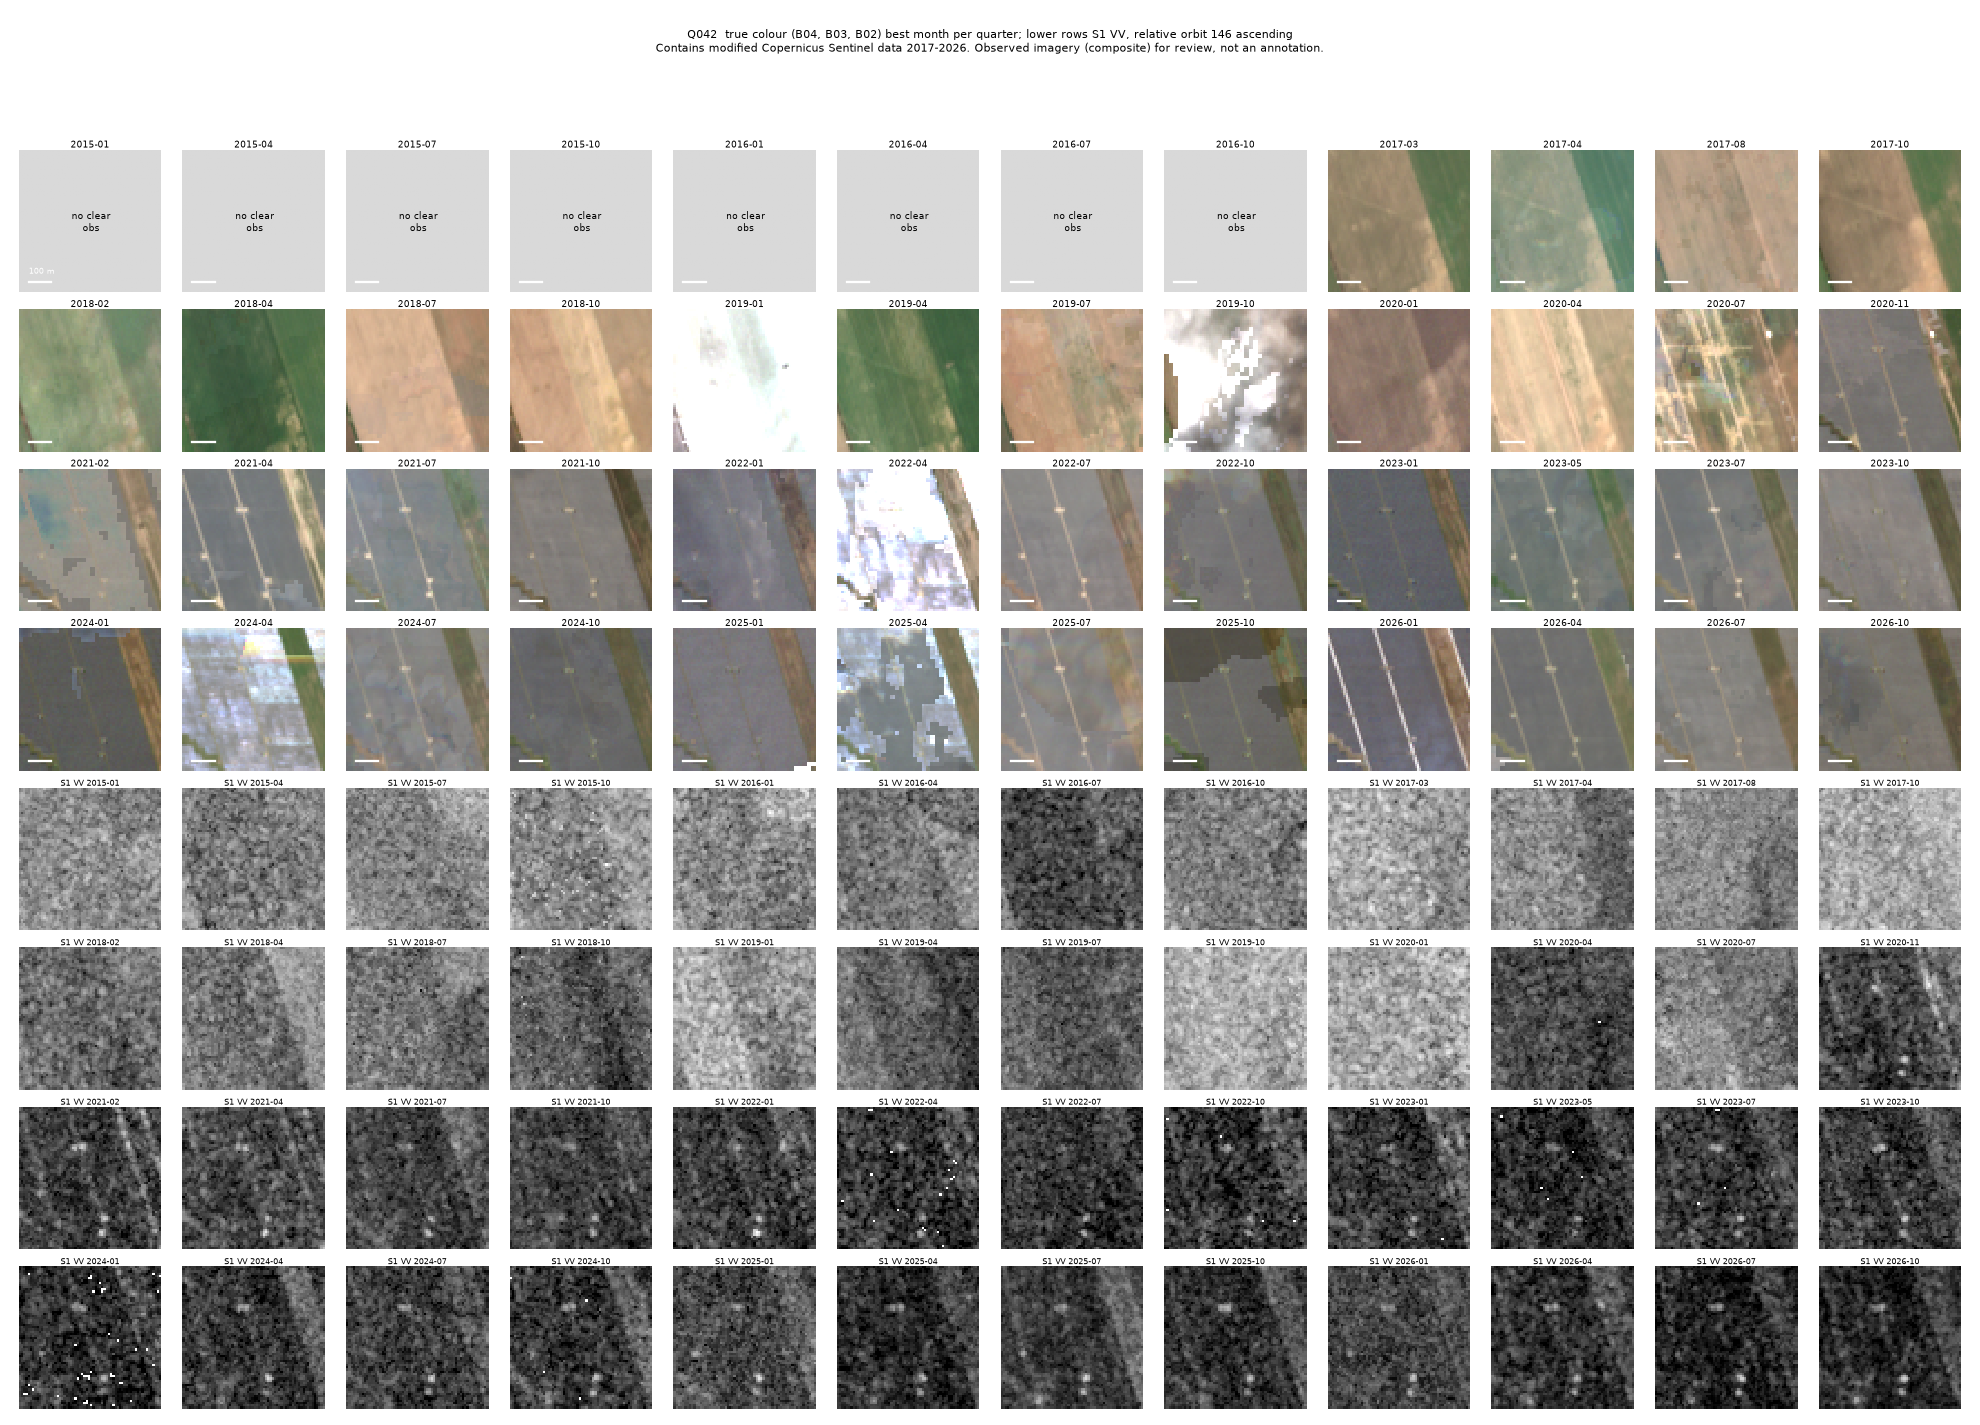 Q042  true colour (B04, B03, B02) best month per quarter; lower rows S1 VV, relative orbit 146 ascending
Contains modified Copernicus Sentinel data 2017-2026. Observed imagery (composite) for review, not an annotation.
2015-01 2015-04 2015-07 2015-10 2016-01 2016-04 2016-07 2016-10 2017-03 2017-04 2017-08 2017-10
no clear obs no clear obs no clear obs no clear obs no clear obs no clear obs no clear obs no clear obs
100 m
2018-02 2018-04 2018-07 2018-10 2019-01 2019-04 2019-07 2019-10 2020-01 2020-04 2020-07 2020-11
2021-02 2021-04 2021-07 2021-10 2022-01 2022-04 2022-07 2022-10 2023-01 2023-05 2023-07 2023-10
2024-01 2024-04 2024-07 2024-10 2025-01 2025-04 2025-07 2025-10 2026-01 2026-04 2026-07 2026-10
S1 VV 2015-01 S1 VV 2015-04 S1 VV 2015-07 S1 VV 2015-10 S1 VV 2016-01 S1 VV 2016-04 S1 VV 2016-07 S1 VV 2016-10 S1 VV 2017-03 S1 VV 2017-04 S1 VV 2017-08 S1 VV 2017-10
S1 VV 2018-02 S1 VV 2018-04 S1 VV 2018-07 S1 VV 2018-10 S1 VV 2019-01 S1 VV 2019-04 S1 VV 2019-07 S1 VV 2019-10 S1 VV 2020-01 S1 VV 2020-04 S1 VV 2020-07 S1 VV 2020-11
S1 VV 2021-02 S1 VV 2021-04 S1 VV 2021-07 S1 VV 2021-10 S1 VV 2022-01 S1 VV 2022-04 S1 VV 2022-07 S1 VV 2022-10 S1 VV 2023-01 S1 VV 2023-05 S1 VV 2023-07 S1 VV 2023-10
S1 VV 2024-01 S1 VV 2024-04 S1 VV 2024-07 S1 VV 2024-10 S1 VV 2025-01 S1 VV 2025-04 S1 VV 2025-07 S1 VV 2025-10 S1 VV 2026-01 S1 VV 2026-04 S1 VV 2026-07 S1 VV 2026-10